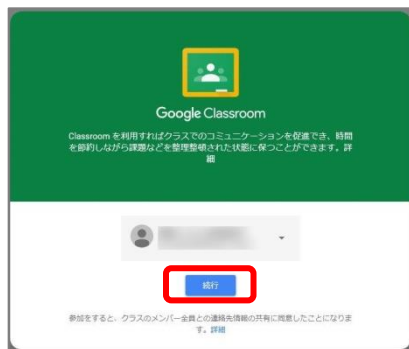 Google Classroom
Classroom を利用すればクラスでのコミュニケーションを促進でき、時間
を節約しながら課題などを整理整頓された状態に保つことができます。詳
細
続行
参加をすると、クラスのメンバー全員との連絡先情報の共有に同意したことになりま
す。詳細